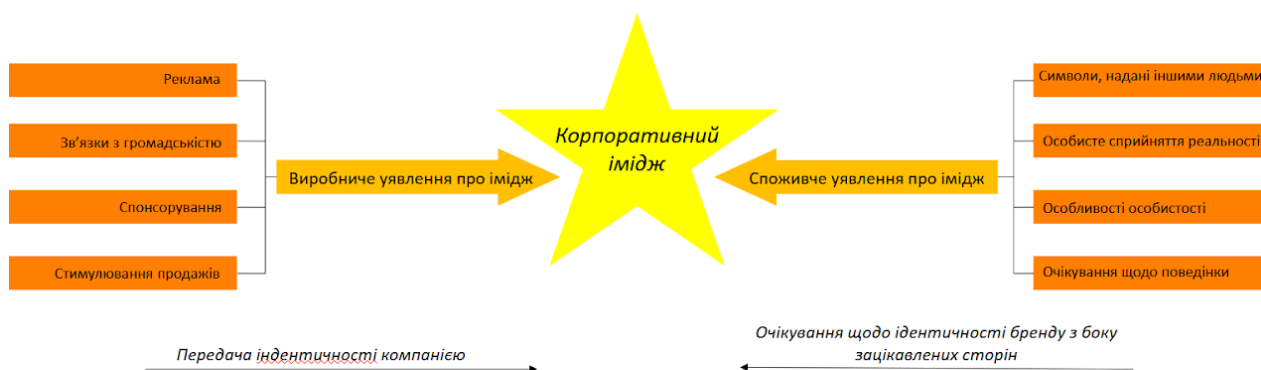 Реклама
Зв’язки з громадськістю
Спонсорування
Стимулювання продажів
Виробниче уявлення про імідж
Корпоративний
імідж
Споживче уявлення про імідж
Символи, надані іншими людьми
Особисте сприйняття реальності
Особливості особистості
Очікування щодо поведінки
Передача індентичності компанією
Очікування щодо ідентичності бренду з боку
зацікавлених сторін